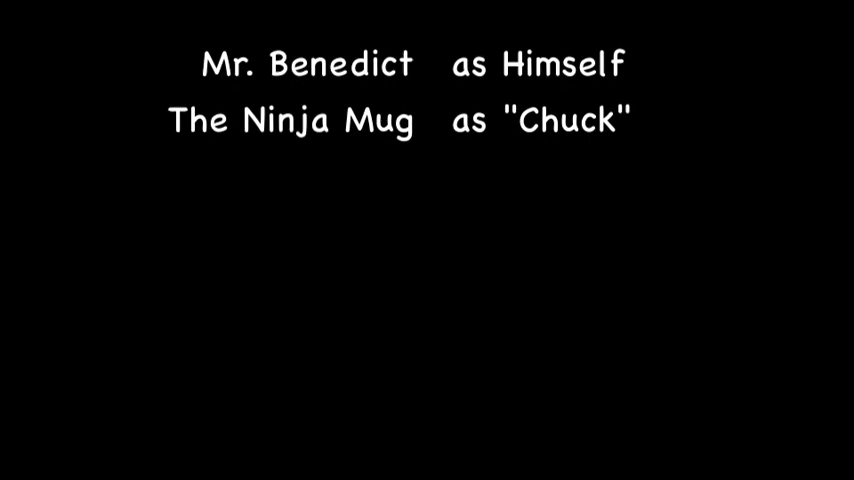 Mr. Benedict as Himself
The Ninja Mug as "Chuck"